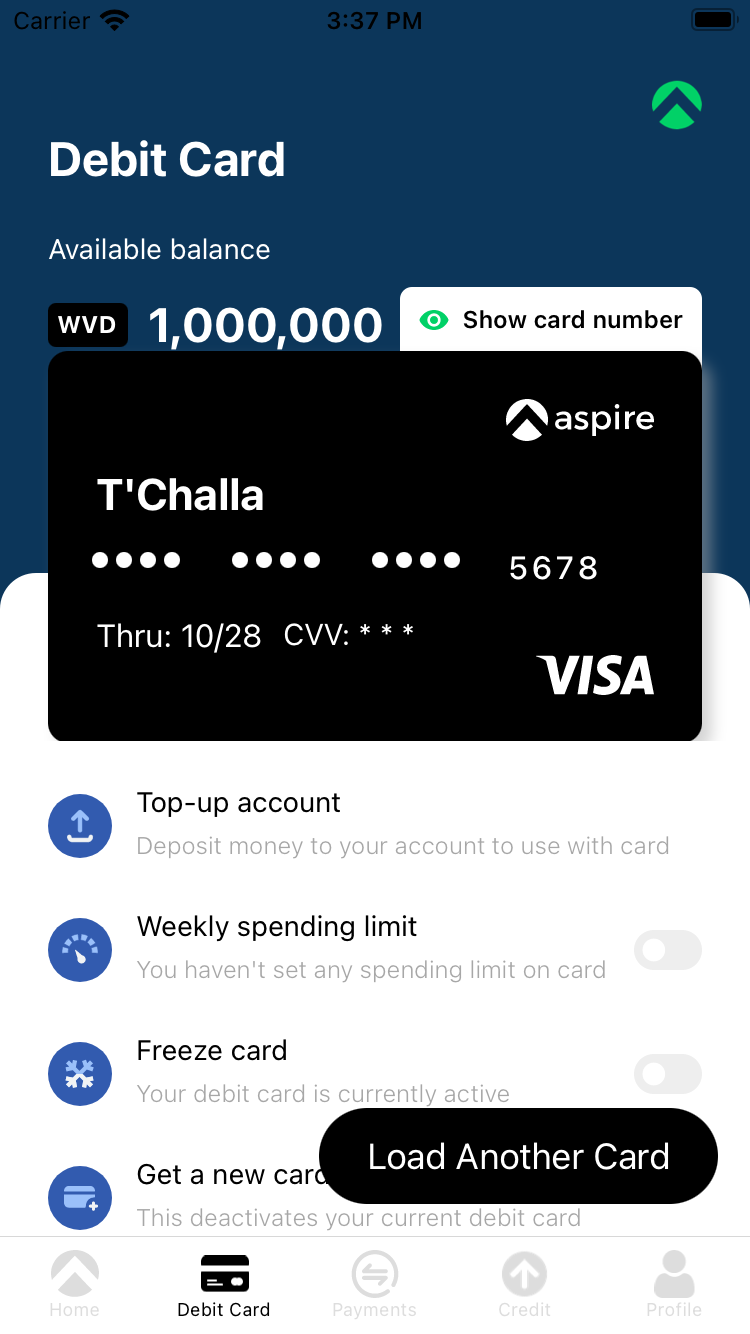 Carrier 3:37 PM
Debit Card
Available balance
WVD 1,000,000 Show card number
aspire
T'Challa
•••• •••• •••• 5678
Thru: 10/28 CVV: * * *
VISA
Top-up account
Deposit money to your account to use with card
Weekly spending limit
You haven't set any spending limit on card
Freeze card
Your debit card is currently active
Load Another Card
Get a new card
This deactivates your current debit card
Home Debit Card Payments Credit Profile